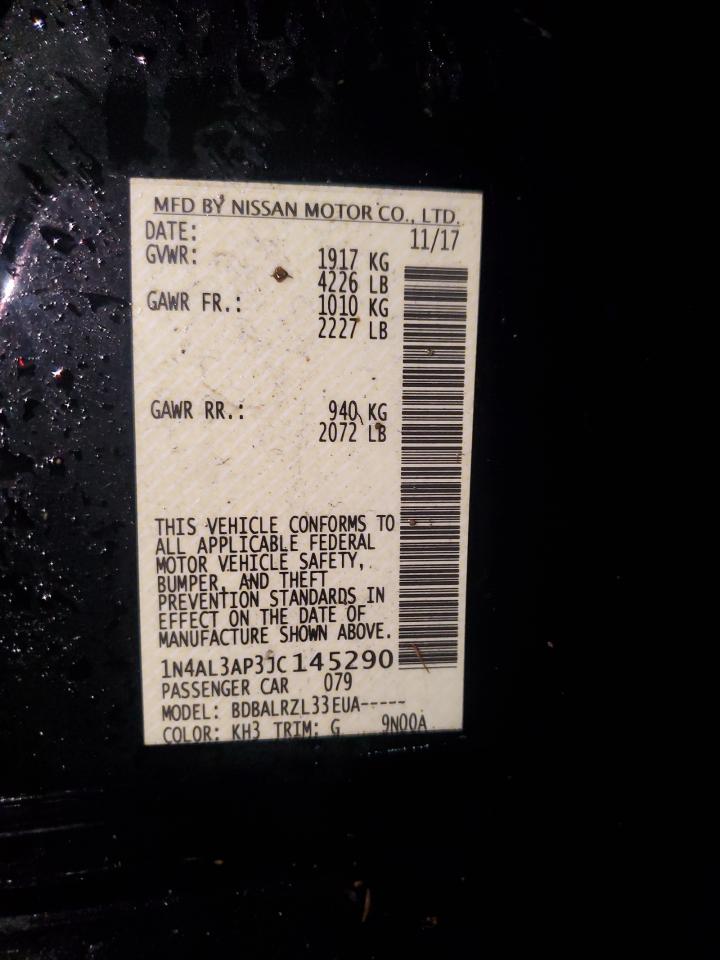 MFD BY NISSAN MOTOR CO., LTD.
DATE: 11/17
GVWR: 1917 KG
4226 LB
GAWR FR.: 1010 KG
2227 LB
GAWR RR.: 940 KG
2072 LB
THIS VEHICLE CONFORMS TO
ALL APPLICABLE FEDERAL
MOTOR VEHICLE SAFETY,
BUMPER, AND THEFT
PREVENTION STANDARDS IN
EFFECT ON THE DATE OF
MANUFACTURE SHOWN ABOVE.
1N4AL3AP3JC145290
PASSENGER CAR 079
MODEL: BDBALRZL33EUA-----
COLOR: KH3 TRIM: G 9N00A